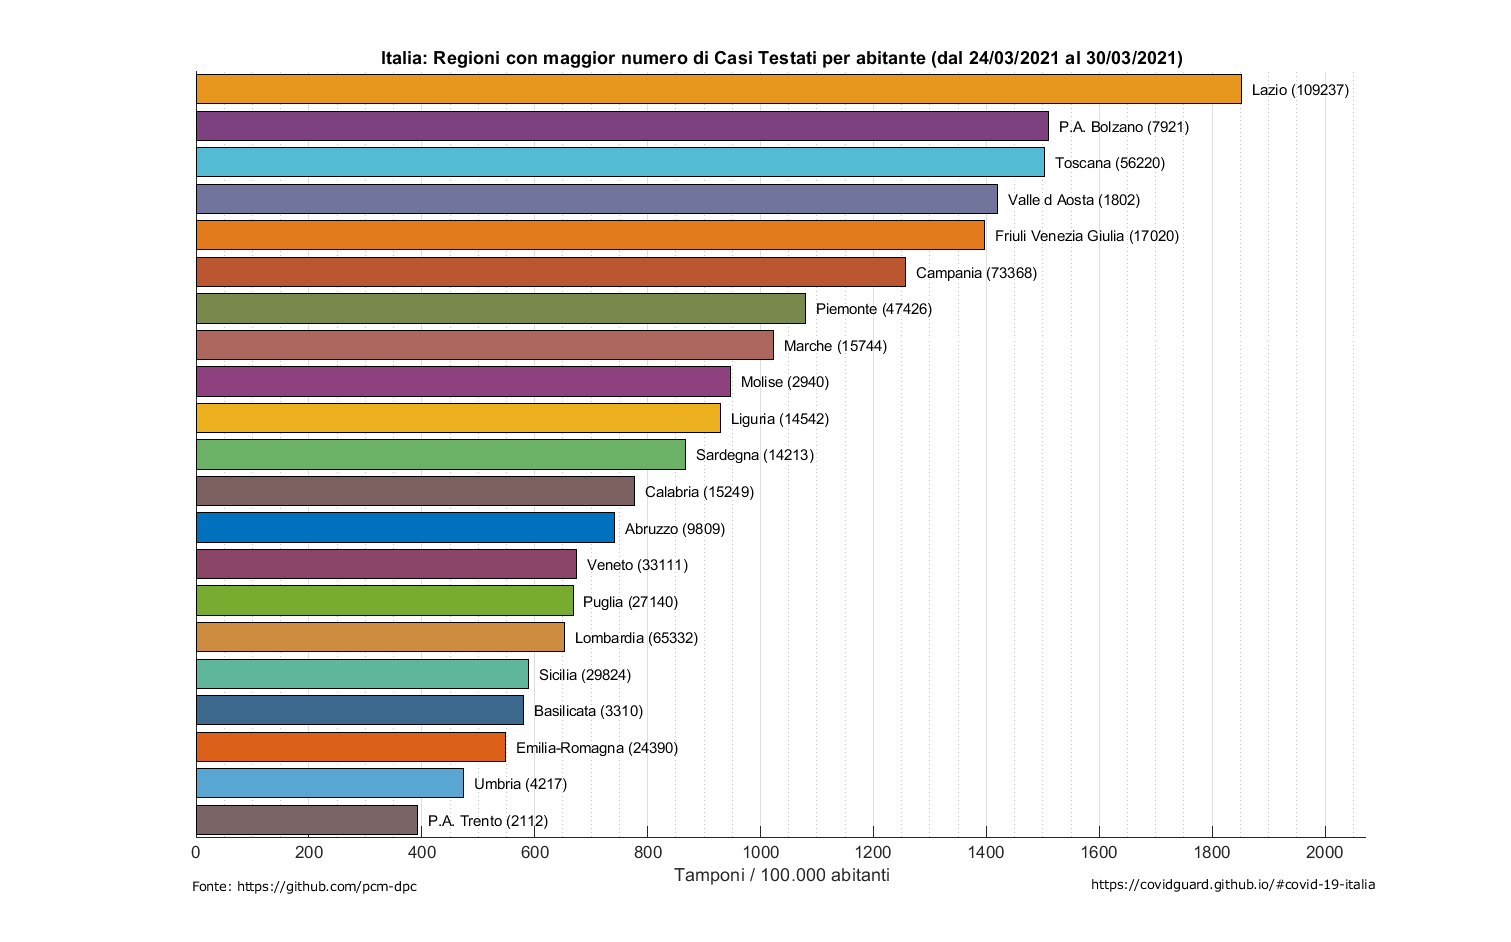 Italia: Regioni con maggior numero di Casi Testati per abitante (dal 24/03/2021 al 30/03/2021)
Lazio (109237)
P.A. Bolzano (7921)
Toscana (56220)
Valle d Aosta (1802)
Friuli Venezia Giulia (17020)
Campania (73368)
Piemonte (47426)
Marche (15744)
Molise (2940)
Liguria (14542)
Sardegna (14213)
Calabria (15249)
Abruzzo (9809)
Veneto (33111)
Puglia (27140)
Lombardia (65332)
Sicilia (29824)
Basilicata (3310)
Emilia-Romagna (24390)
Umbria (4217)
P.A. Trento (2112)
0 200 400 600 800 1000 1200 1400 1600 1800 2000
Tamponi / 100.000 abitanti
Fonte: https://github.com/pcm-dpc
https://covidguard.github.io/#covid-19-italia